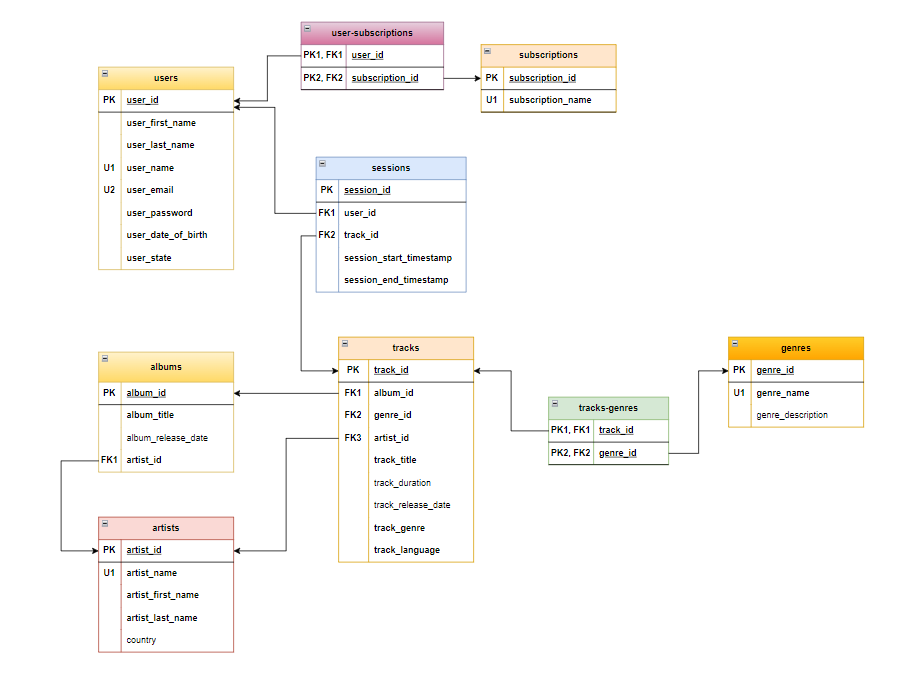 user-subscriptions
PK1, FK1 user_id
PK2, FK2 subscription_id
subscriptions
PK subscription_id
U1 subscription_name
users
PK user_id
user_first_name
user_last_name
U1 user_name
U2 user_email
user_password
user_date_of_birth
user_state
sessions
PK session_id
FK1 user_id
FK2 track_id
session_start_timestamp
session_end_timestamp
albums
PK album_id
album_title
album_release_date
FK1 artist_id
tracks
PK track_id
FK1 album_id
FK2 genre_id
FK3 artist_id
track_title
track_duration
track_release_date
track_genre
track_language
tracks-genres
PK1, FK1 track_id
PK2, FK2 genre_id
genres
PK genre_id
U1 genre_name
genre_description
artists
PK artist_id
U1 artist_name
artist_first_name
artist_last_name
country